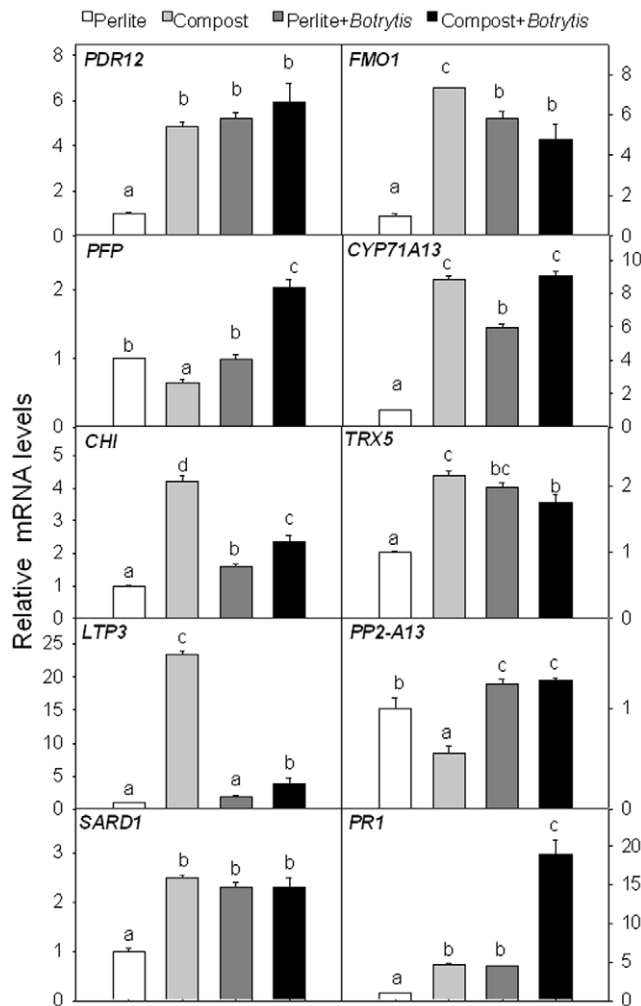 Perlite Compost Perlite+Botrytis Compost+Botrytis
Relative mRNA levels
PDR12
8
6
4
2
0
a b b b
FMO1
8
6
4
2
0
a c b b
PFP
2
1
0
b a b c
CYP71A13
10
8
6
4
2
0
a c b c
CHI
5
4
3
2
1
0
a d b c
TRX5
2
1
0
a c bc b
LTP3
25
20
15
10
5
0
a c a b
PP2-A13
1
0
b a c c
SARD1
3
2
1
0
a b b b
PR1
20
15
10
5
0
a b b c